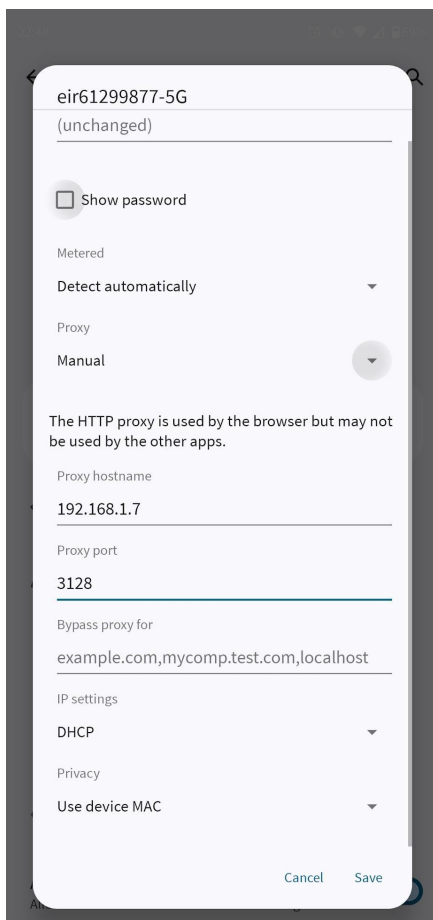 eir61299877-5G
(unchanged)
Show password
Metered
Detect automatically
Proxy
Manual
The HTTP proxy is used by the browser but may not
be used by the other apps.
Proxy hostname
192.168.1.7
Proxy port
3128
Bypass proxy for
example.com,mycomp.test.com,localhost
IP settings
DHCP
Privacy
Use device MAC
Cancel Save